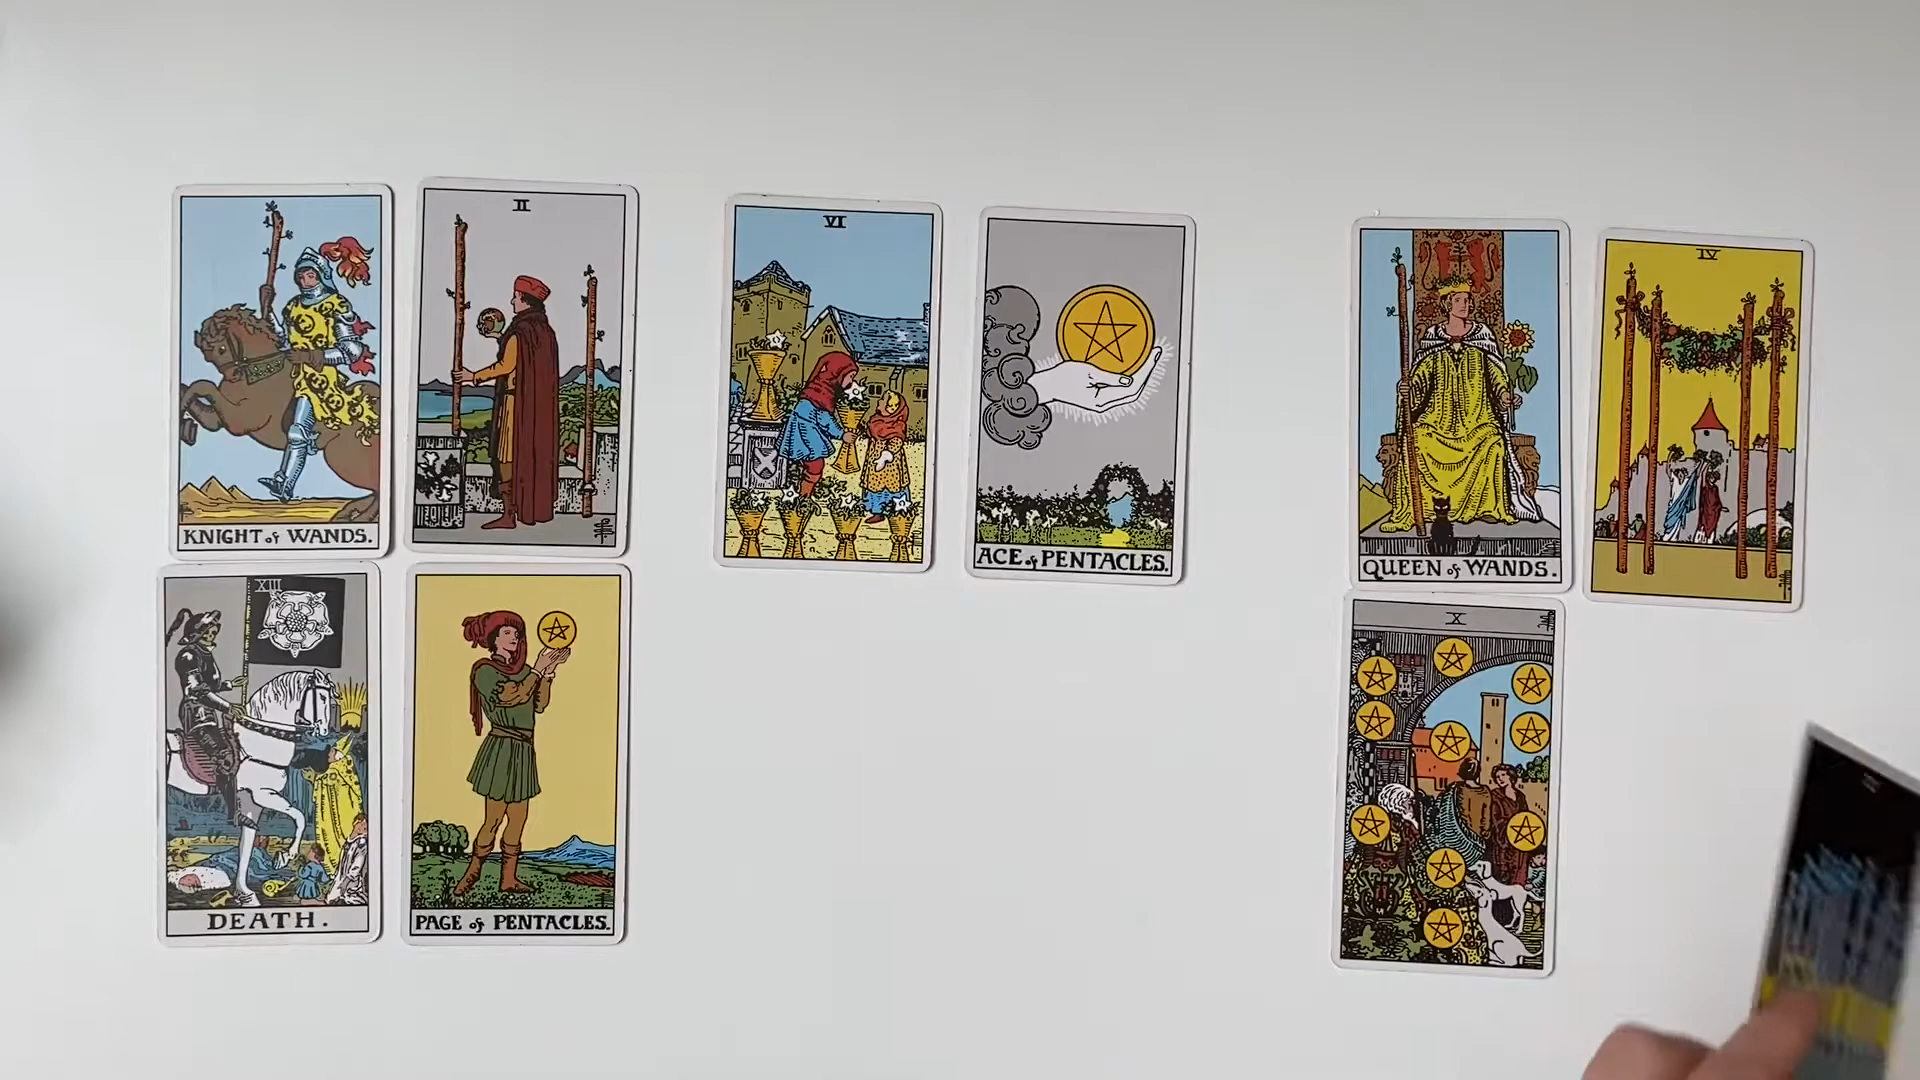 KNIGHT of WANDS.
II
VI
ACE of PENTACLES.
QUEEN of WANDS.
IV
XIII
DEATH.
PAGE of PENTACLES.
X